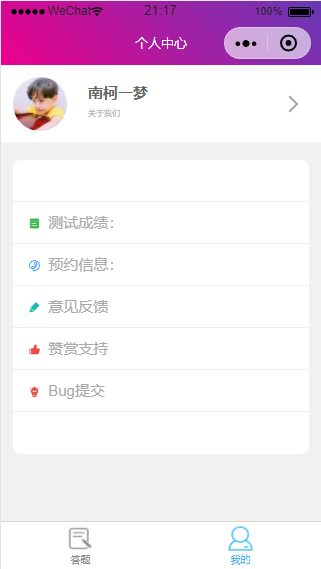 WeChat 21:17 100%
个人中心
南柯一梦
关于我们
测试成绩：
预约信息：
意见反馈
赞赏支持
Bug提交
答题 我的